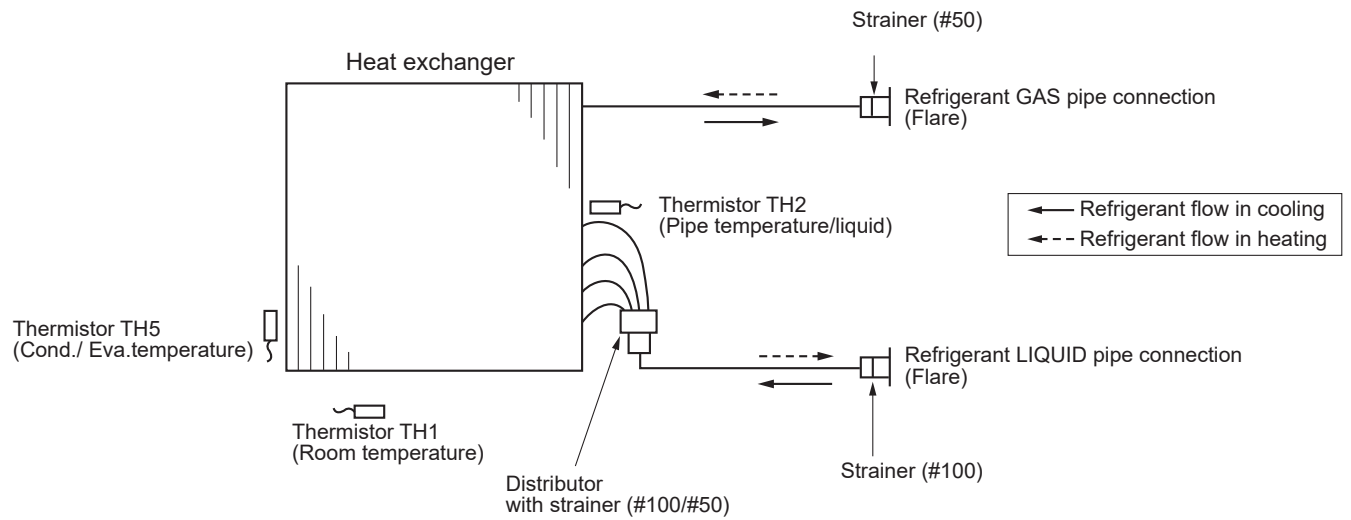 Strainer (#50)
Heat exchanger
Refrigerant GAS pipe connection
(Flare)
Thermistor TH2
(Pipe temperature/liquid)
Refrigerant flow in cooling
Refrigerant flow in heating
Thermistor TH5
(Cond./ Eva.temperature)
Refrigerant LIQUID pipe connection
(Flare)
Thermistor TH1
(Room temperature)
Strainer (#100)
Distributor
with strainer (#100/#50)